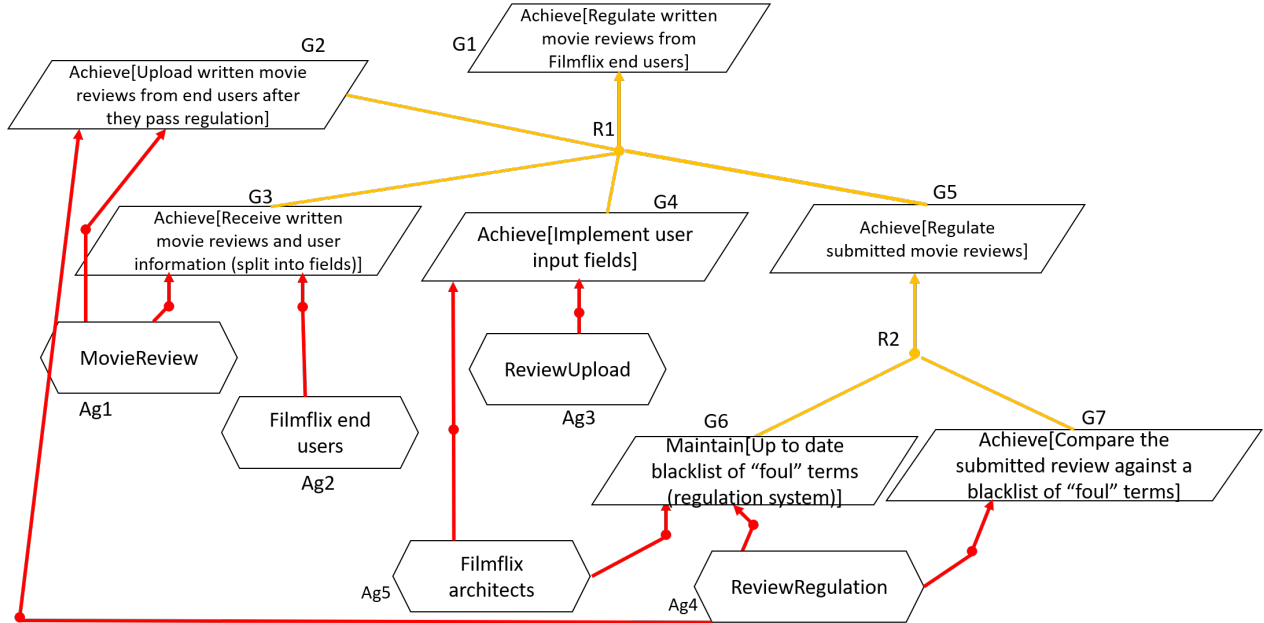 Achieve[Regulate written
movie reviews from
Filmflix end users]
G1
G2
Achieve[Upload written movie
reviews from end users after
they pass regulation]
R1
G3
Achieve[Receive written
movie reviews and user
information (split into fields)]
G4
Achieve[Implement user
input fields]
G5
Achieve[Regulate
submitted movie reviews]
MovieReview
Ag1
Filmflix end
users
Ag2
ReviewUpload
Ag3
R2
G6
Maintain[Up to date
blacklist of “foul” terms
(regulation system)]
G7
Achieve[Compare the
submitted review against a
blacklist of “foul” terms]
Filmflix
architects
Ag5
ReviewRegulation
Ag4